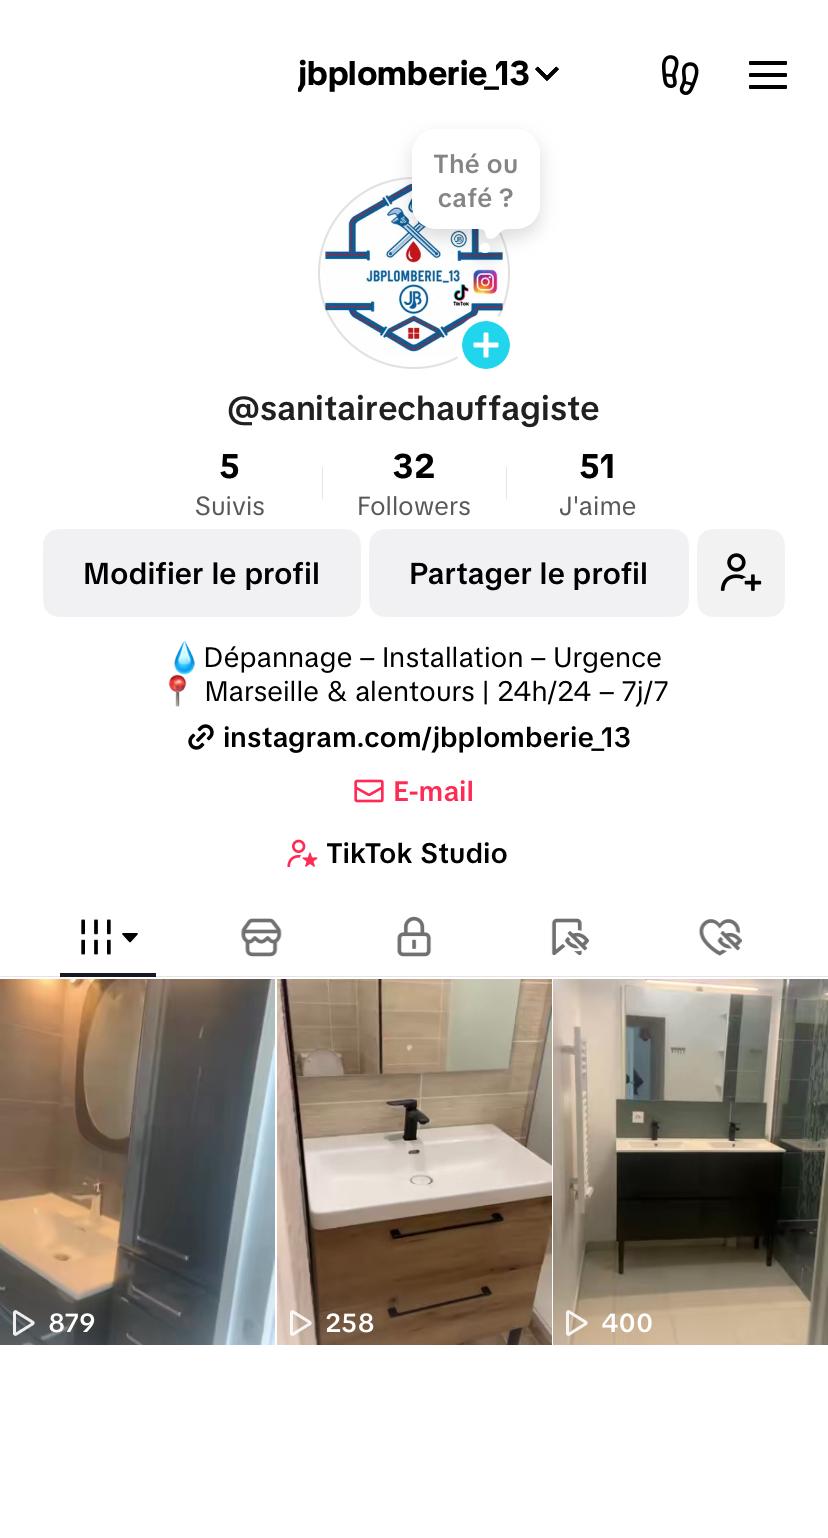 jbplomberie_13
Thé ou
café ?
JBPLOMBERIE_13
JB
TikTok
@sanitairechauffagiste
5
Suivis
32
Followers
51
J'aime
Modifier le profil
Partager le profil
💧Dépannage – Installation – Urgence
📍 Marseille & alentours | 24h/24 – 7j/7
instagram.com/jbplomberie_13
E-mail
TikTok Studio
879
258
400